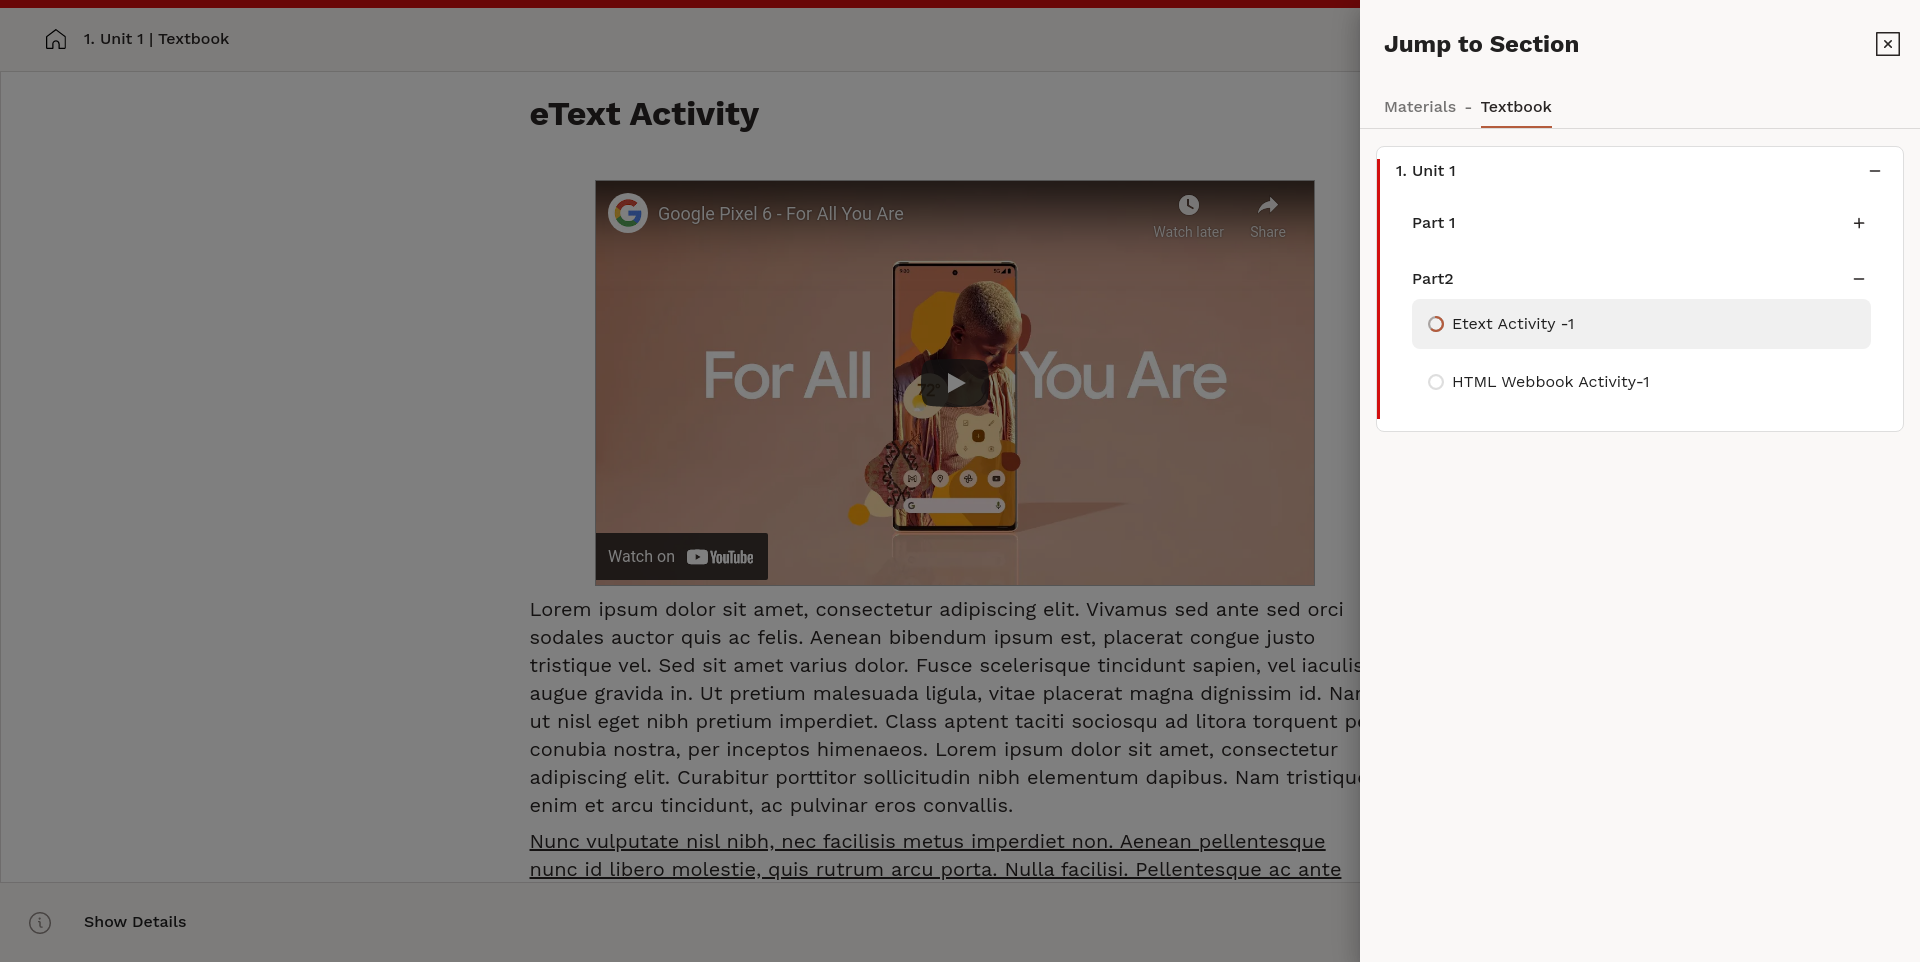 1. Unit 1 | Textbook
eText Activity
Google Pixel 6 - For All You Are
Watch later
Share
For All You Are
72°
Watch on YouTube
Lorem ipsum dolor sit amet, consectetur adipiscing elit. Vivamus sed ante sed orci
sodales auctor quis ac felis. Aenean bibendum ipsum est, placerat congue justo
tristique vel. Sed sit amet varius dolor. Fusce scelerisque tincidunt sapien, vel iaculis
augue gravida in. Ut pretium malesuada ligula, vitae placerat magna dignissim id. Nam
ut nisl eget nibh pretium imperdiet. Class aptent taciti sociosqu ad litora torquent pe
conubia nostra, per inceptos himenaeos. Lorem ipsum dolor sit amet, consectetur
adipiscing elit. Curabitur porttitor sollicitudin nibh elementum dapibus. Nam tristique
enim et arcu tincidunt, ac pulvinar eros convallis.
Nunc vulputate nisl nibh, nec facilisis metus imperdiet non. Aenean pellentesque
nunc id libero molestie, quis rutrum arcu porta. Nulla facilisi. Pellentesque ac ante
Show Details
Jump to Section
Materials - Textbook
1. Unit 1
Part 1
Part2
Etext Activity -1
HTML Webbook Activity-1